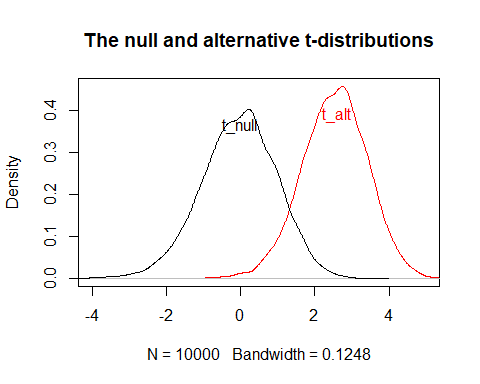 The null and alternative t-distributions
Density
0.4
0.3
0.2
0.1
0.0
t_null
t_alt
-4 -2 0 2 4
N = 10000 Bandwidth = 0.1248